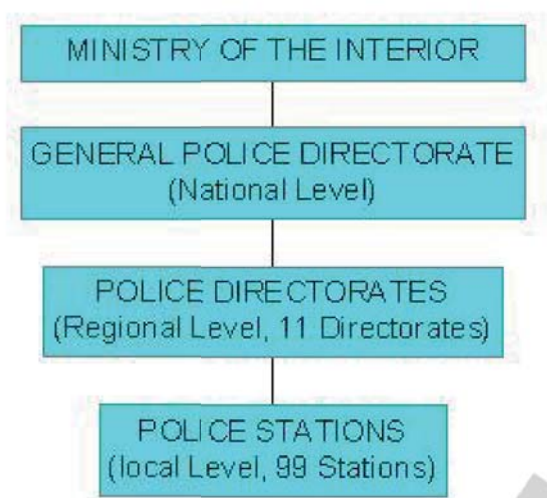 MINISTRY OF THE INTERIOR
GENERAL POLICE DIRECTORATE
(National Level)
POLICE DIRECTORATES
(Regional Level, 11 Directorates)
POLICE STATIONS
(local Level, 99 Stations)